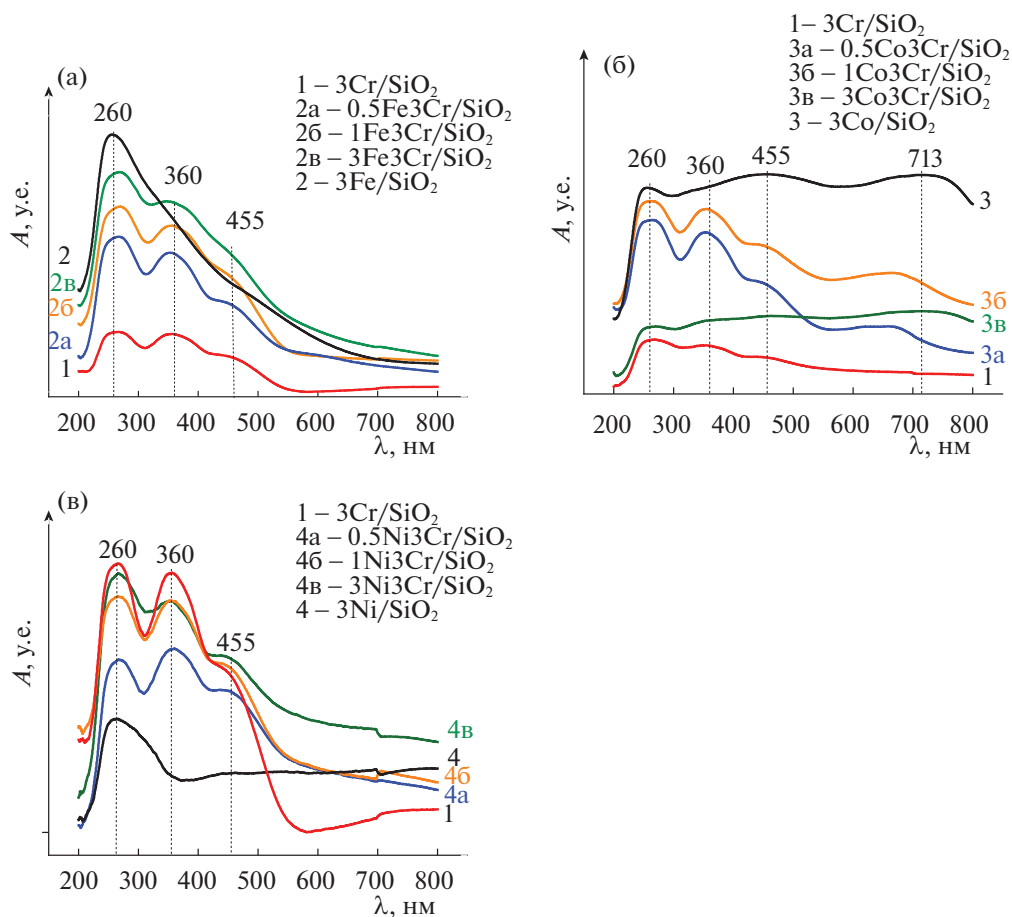 (а)
1 – 3Cr/SiO₂
2а – 0.5Fe3Cr/SiO₂
2б – 1Fe3Cr/SiO₂
2в – 3Fe3Cr/SiO₂
2 – 3Fe/SiO₂
260
360
455
A, у.е.
2
2в
2б
2а
1
200 300 400 500 600 700 800
λ, нм
(б)
1– 3Cr/SiO₂
3а – 0.5Co3Cr/SiO₂
3б – 1Co3Cr/SiO₂
3в – 3Co3Cr/SiO₂
3 – 3Co/SiO₂
260 360 455 713
A, у.е.
3
3б
3в
3а
1
200 300 400 500 600 700 800
λ, нм
(в)
1 – 3Cr/SiO₂
4а – 0.5Ni3Cr/SiO₂
4б – 1Ni3Cr/SiO₂
4в – 3Ni3Cr/SiO₂
4 – 3Ni/SiO₂
260 360
455
A, у.е.
4в
4
4б
4а
1
200 300 400 500 600 700 800
λ, нм